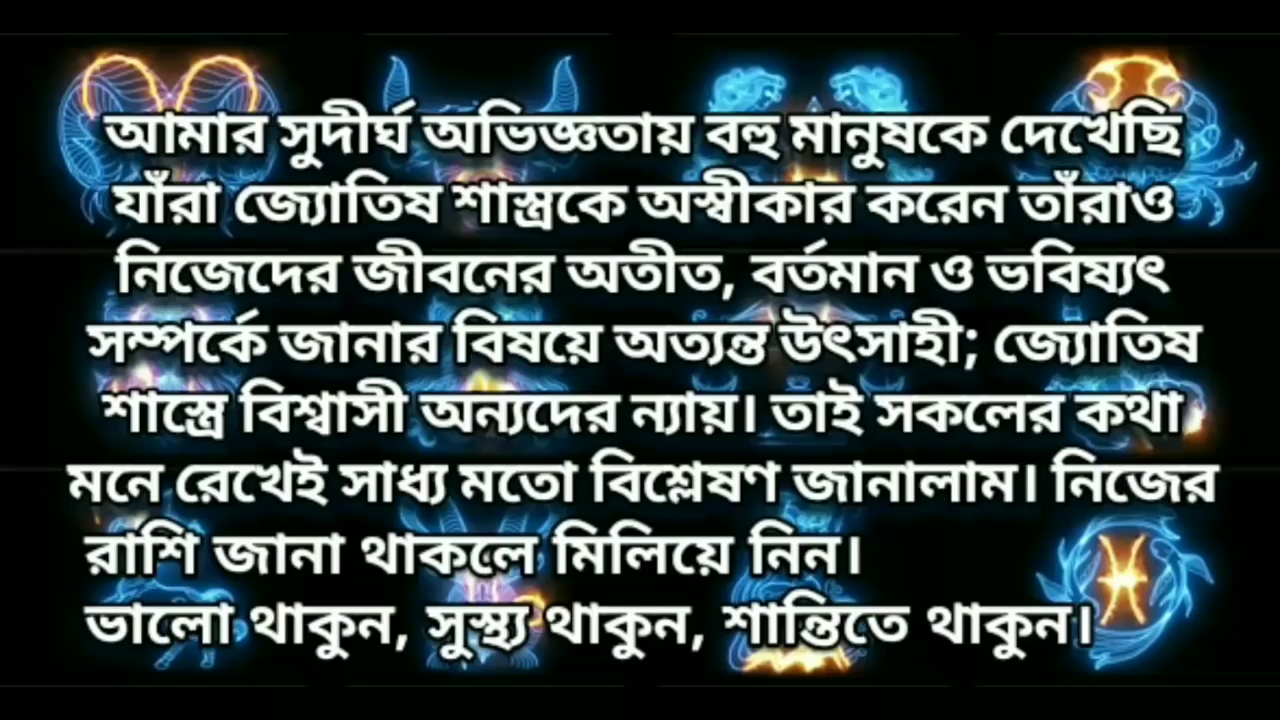 আমার সুদীর্ঘ অভিজ্ঞতায় বহু মানুষকে দেখেছি
যাঁরা জ্যোতিষ শাস্ত্রকে অস্বীকার করেন তাঁরাও
নিজেদের জীবনের অতীত, বর্তমান ও ভবিষ্যৎ
সম্পর্কে জানার বিষয়ে অত্যন্ত উৎসাহী; জ্যোতিষ
শাস্ত্রে বিশ্বাসী অন্যদের ন্যায়। তাই সকলের কথা
মনে রেখেই সাধ্য মতো বিশ্লেষণ জানালাম। নিজের
রাশি জানা থাকলে মিলিয়ে নিন।
ভালো থাকুন, সুস্থ্য থাকুন, শান্তিতে থাকুন।